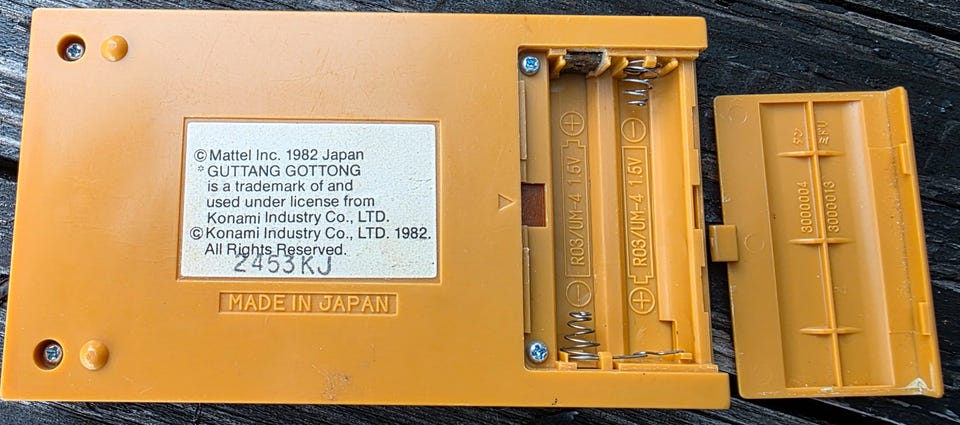 © Mattel Inc. 1982 Japan
* GUTTANG GOTTONG
is a trademark of and
used under license from
Konami Industry Co., LTD.
© Konami Industry Co., LTD. 1982.
All Rights Reserved.
2453KJ
MADE IN JAPAN
R03/UM-4 1.5V
R03/UM-4 1.5V
3000004
3000013